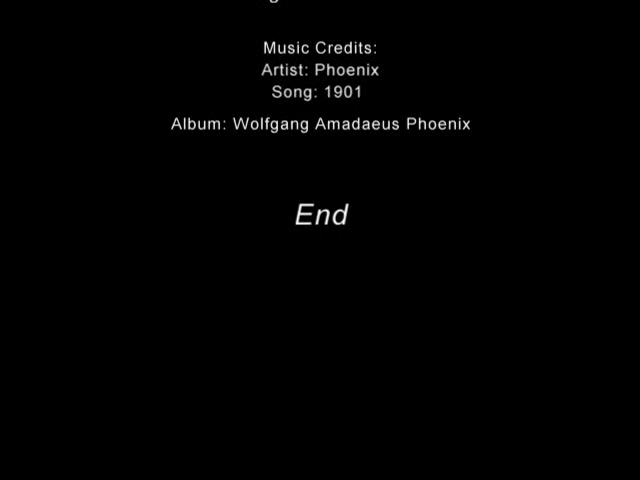 Music Credits:
Artist: Phoenix
Song: 1901
Album: Wolfgang Amadaeus Phoenix
End